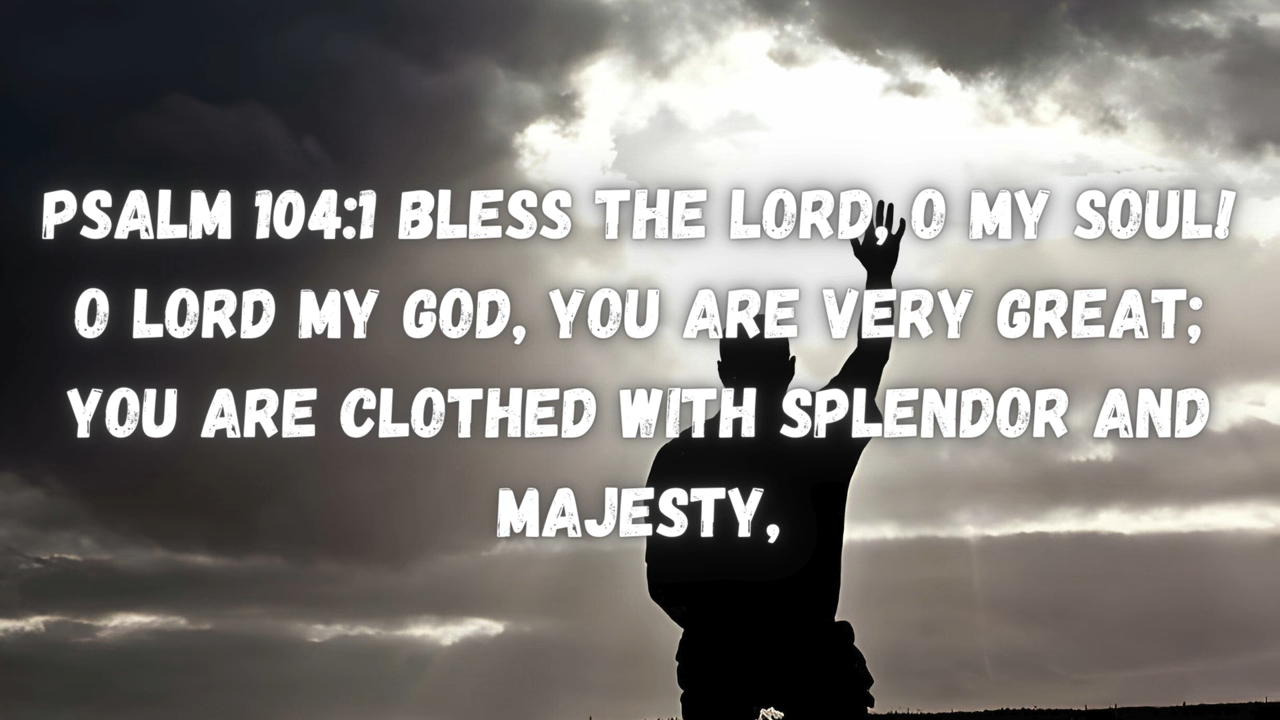 PSALM 104:1 BLESS THE LORD, O MY SOUL!
O LORD MY GOD, YOU ARE VERY GREAT;
YOU ARE CLOTHED WITH SPLENDOR AND
MAJESTY,